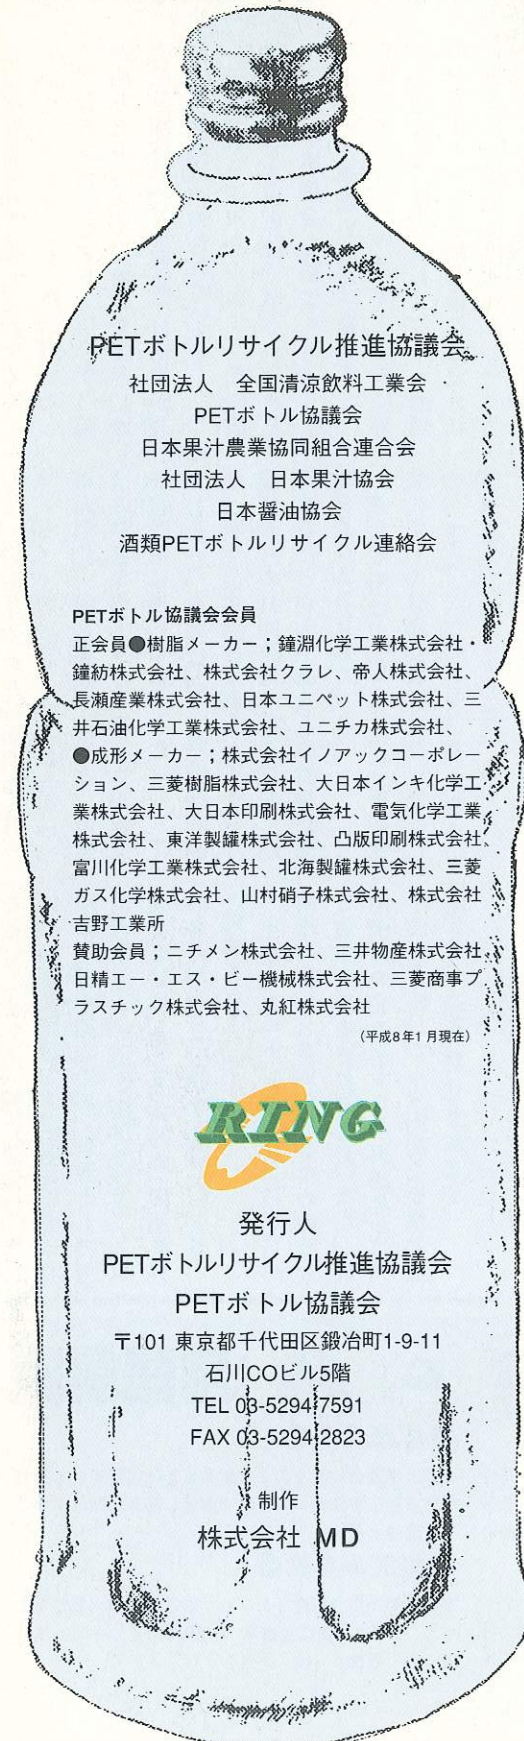 PETボトルリサイクル推進協議会
社団法人　全国清涼飲料工業会
PETボトル協議会
日本果汁農業協同組合連合会
社団法人　日本果汁協会
日本醤油協会
酒類PETボトルリサイクル連絡会
PETボトル協議会会員
正会員●樹脂メーカー；鐘淵化学工業株式会社・
鐘紡株式会社、株式会社クラレ、帝人株式会社、
長瀬産業株式会社、日本ユニペット株式会社、三
井石油化学工業株式会社、ユニチカ株式会社、
●成形メーカー；株式会社イノアックコーポレー
ション、三菱樹脂株式会社、大日本インキ化学工
業株式会社、大日本印刷株式会社、電気化学工業
株式会社、東洋製罐株式会社、凸版印刷株式会社、
富川化学工業株式会社、北海製罐株式会社、三菱
ガス化学株式会社、山村硝子株式会社、株式会社
吉野工業所
賛助会員；ニチメン株式会社、三井物産株式会社、
日精エー・エス・ビー機械株式会社、三菱商事プ
ラスチック株式会社、丸紅株式会社
（平成8年1月現在）
RING
発行人
PETボトルリサイクル推進協議会
PETボトル協議会
〒101 東京都千代田区鍛冶町1-9-11
石川COビル5階
TEL 03-5294-7591
FAX 03-5294-2823
制作
株式会社 MD